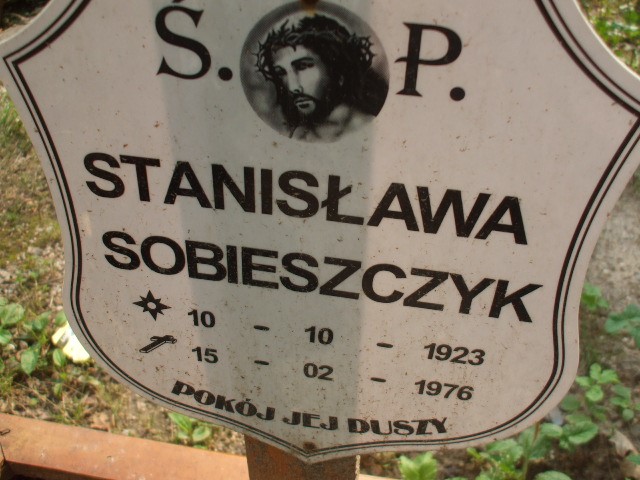 Ś. P.
STANISŁAWA
SOBIESZCZYK
10 - 10 - 1923
15 - 02 - 1976
POKÓJ JEJ DUSZY